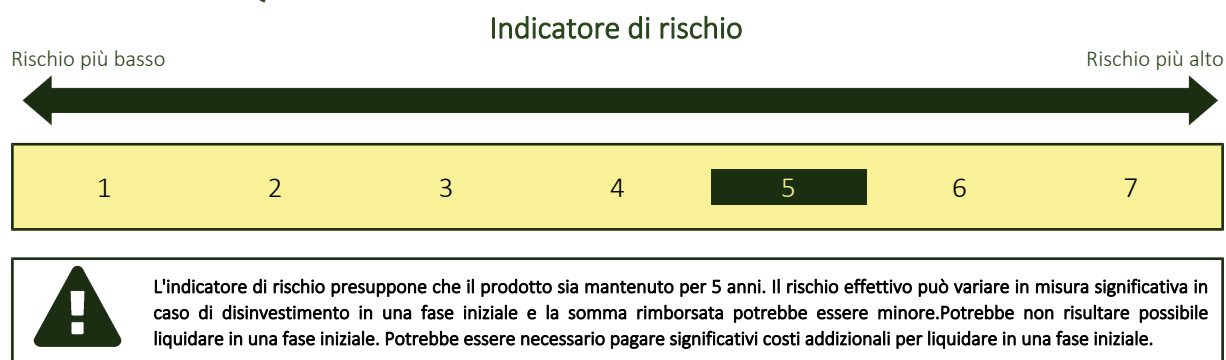 Indicatore di rischio
Rischio più basso
Rischio più alto
1 2 3 4 5 6 7
L'indicatore di rischio presuppone che il prodotto sia mantenuto per 5 anni. Il rischio effettivo può variare in misura significativa in
caso di disinvestimento in una fase iniziale e la somma rimborsata potrebbe essere minore.Potrebbe non risultare possibile
liquidare in una fase iniziale. Potrebbe essere necessario pagare significativi costi addizionali per liquidare in una fase iniziale.